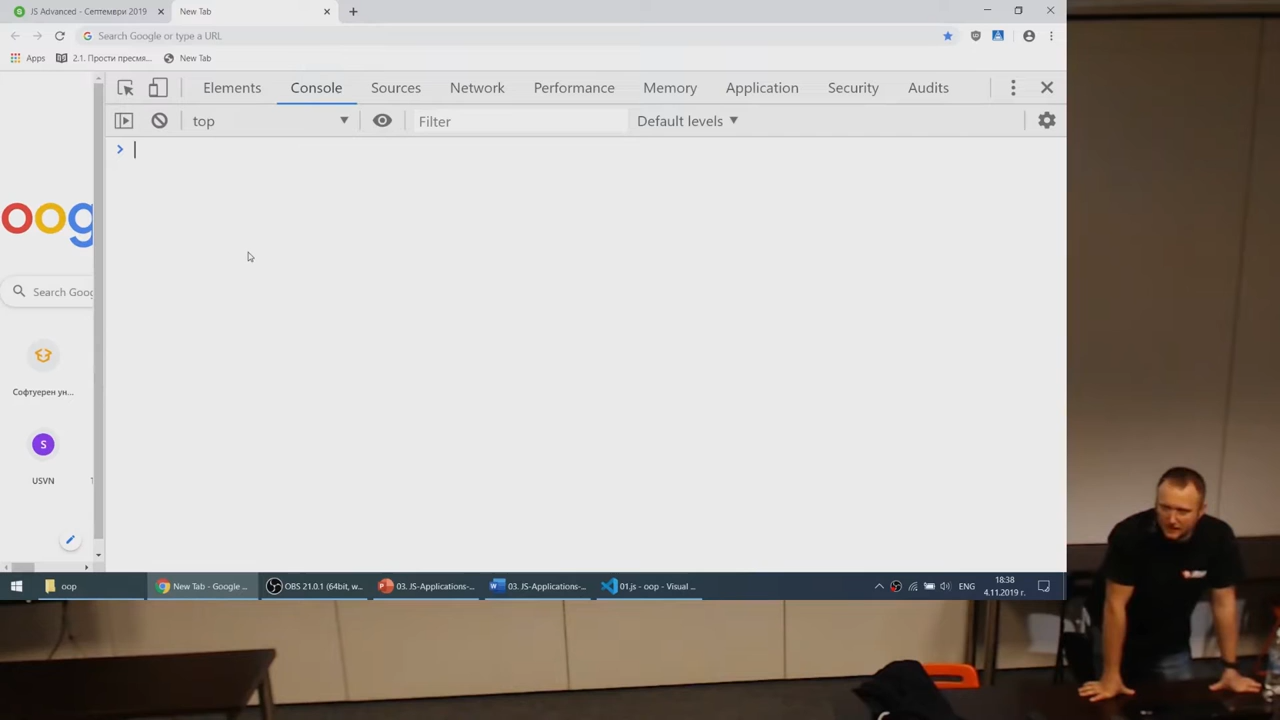 JS Advanced - Септември 2019
New Tab
Search Google or type a URL
Apps
2.1. Прости пресмя...
New Tab
Elements
Console
Sources
Network
Performance
Memory
Application
Security
Audits
top
Filter
Default levels
oog
Search Goog
Софтуерен ун...
S
USVN
oop
New Tab - Google ...
OBS 21.0.1 (64bit, w...
03. JS-Applications-...
03. JS-Applications-...
01.js - oop - Visual ...
ENG
18:38
4.11.2019 г.